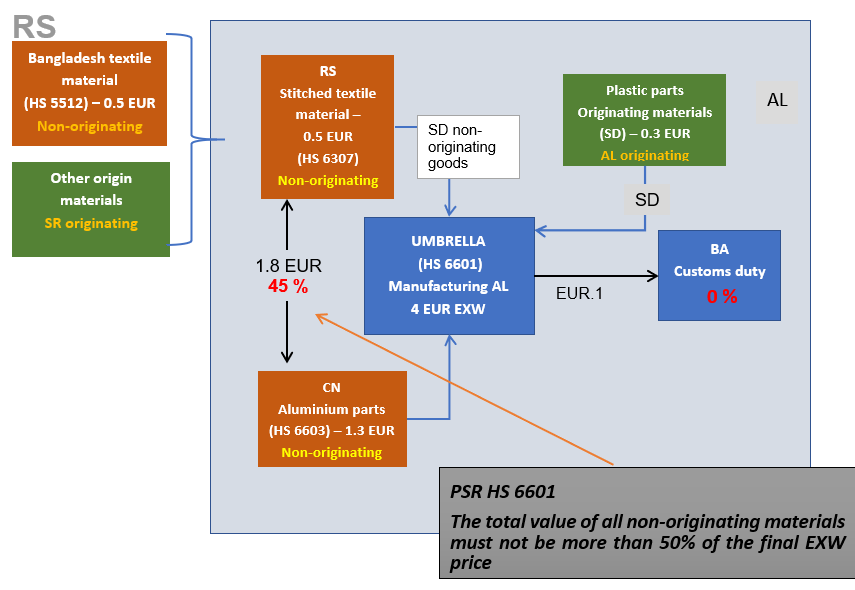 RS
Bangladesh textile
material
(HS 5512) – 0.5 EUR
Non-originating
Other origin
materials
SR originating
RS
Stitched textile
material –
0.5 EUR
(HS 6307)
Non-originating
SD non-
originating
goods
Plastic parts
Originating materials
(SD) – 0.3 EUR
AL originating
AL
SD
1.8 EUR
45 %
UMBRELLA
(HS 6601)
Manufacturing AL
4 EUR EXW
EUR.1
BA
Customs duty
0 %
CN
Aluminium parts
(HS 6603) – 1.3 EUR
Non-originating
PSR HS 6601
The total value of all non-originating materials
must not be more than 50% of the final EXW
price